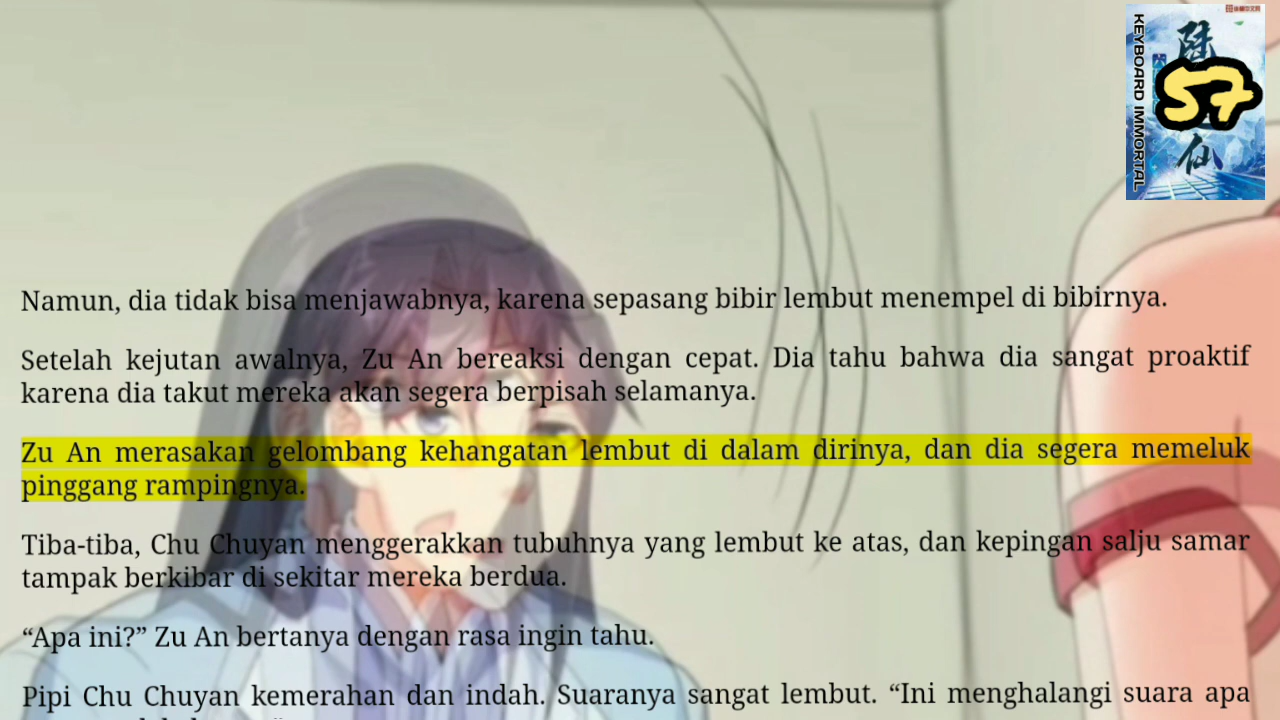 KEYBOARD IMMORTAL
57
仙
Namun, dia tidak bisa menjawabnya, karena sepasang bibir lembut menempel di bibirnya.
Setelah kejutan awalnya, Zu An bereaksi dengan cepat. Dia tahu bahwa dia sangat proaktif
karena dia takut mereka akan segera berpisah selamanya.
Zu An merasakan gelombang kehangatan lembut di dalam dirinya, dan dia segera memeluk
pinggang rampingnya.
Tiba-tiba, Chu Chuyan menggerakkan tubuhnya yang lembut ke atas, dan kepingan salju samar
tampak berkibar di sekitar mereka berdua.
“Apa ini?” Zu An bertanya dengan rasa ingin tahu.
Pipi Chu Chuyan kemerahan dan indah. Suaranya sangat lembut. “Ini menghalangi suara apa